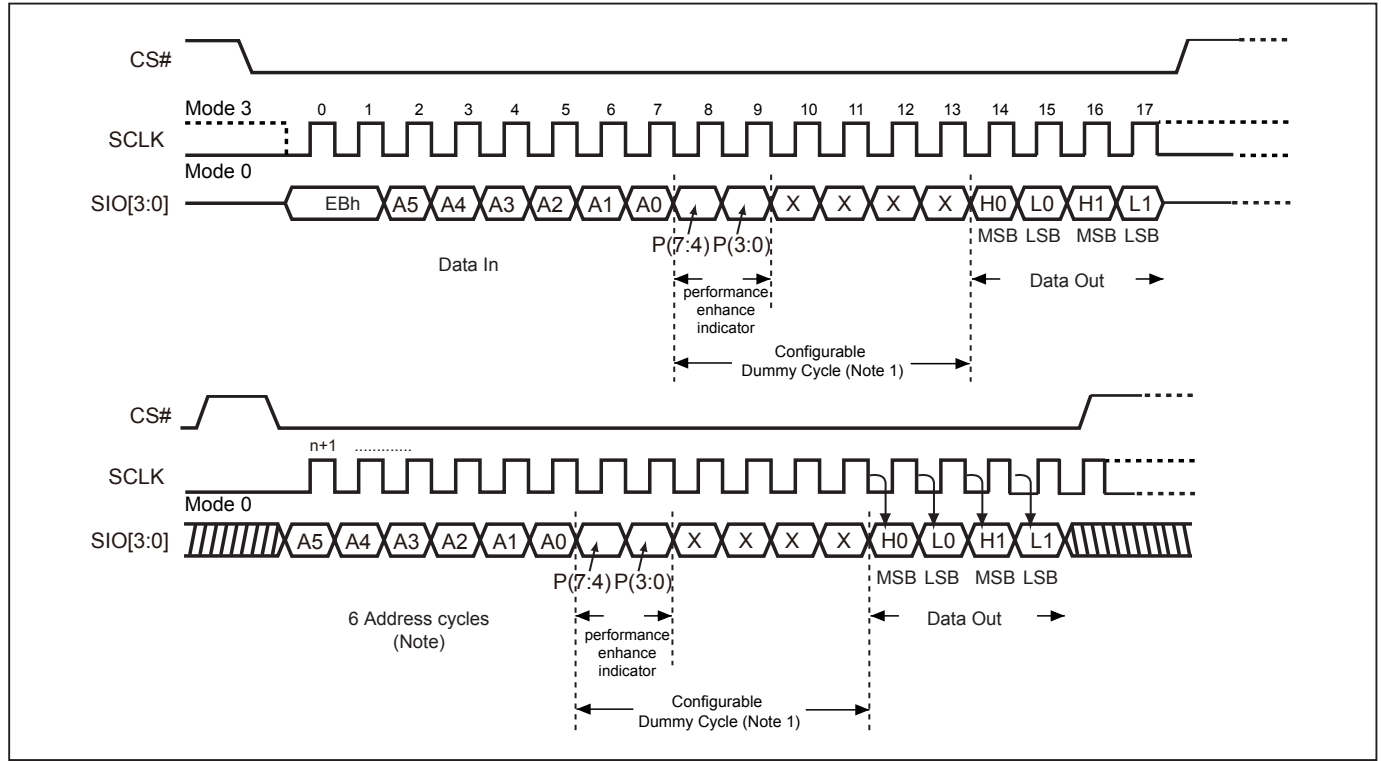 CS#
Mode 3
0 1 2 3 4 5 6 7 8 9 10 11 12 13 14 15 16 17
SCLK
Mode 0
SIO[3:0] EBh A5 A4 A3 A2 A1 A0 X X X X H0 L0 H1 L1
MSB LSB MSB LSB
P(7:4) P(3:0)
Data In
Data Out
performance
enhance
indicator
Configurable
Dummy Cycle (Note 1)
CS#
n+1 .............
SCLK
Mode 0
SIO[3:0] A5 A4 A3 A2 A1 A0 X X X X H0 L0 H1 L1
P(7:4) P(3:0)
MSB LSB MSB LSB
6 Address cycles
(Note)
Data Out
performance
enhance
indicator
Configurable
Dummy Cycle (Note 1)